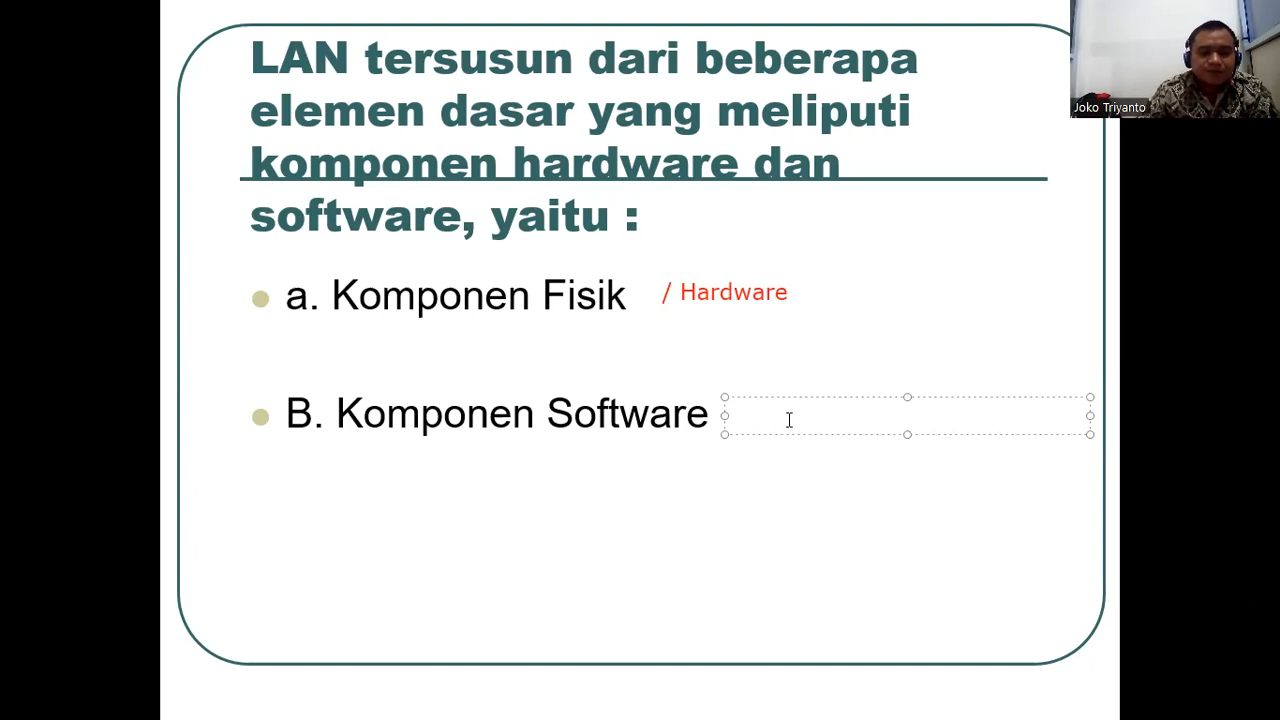 LAN tersusun dari beberapa
elemen dasar yang meliputi
komponen hardware dan
software, yaitu :
a. Komponen Fisik / Hardware
B. Komponen Software
Joko Triyanto